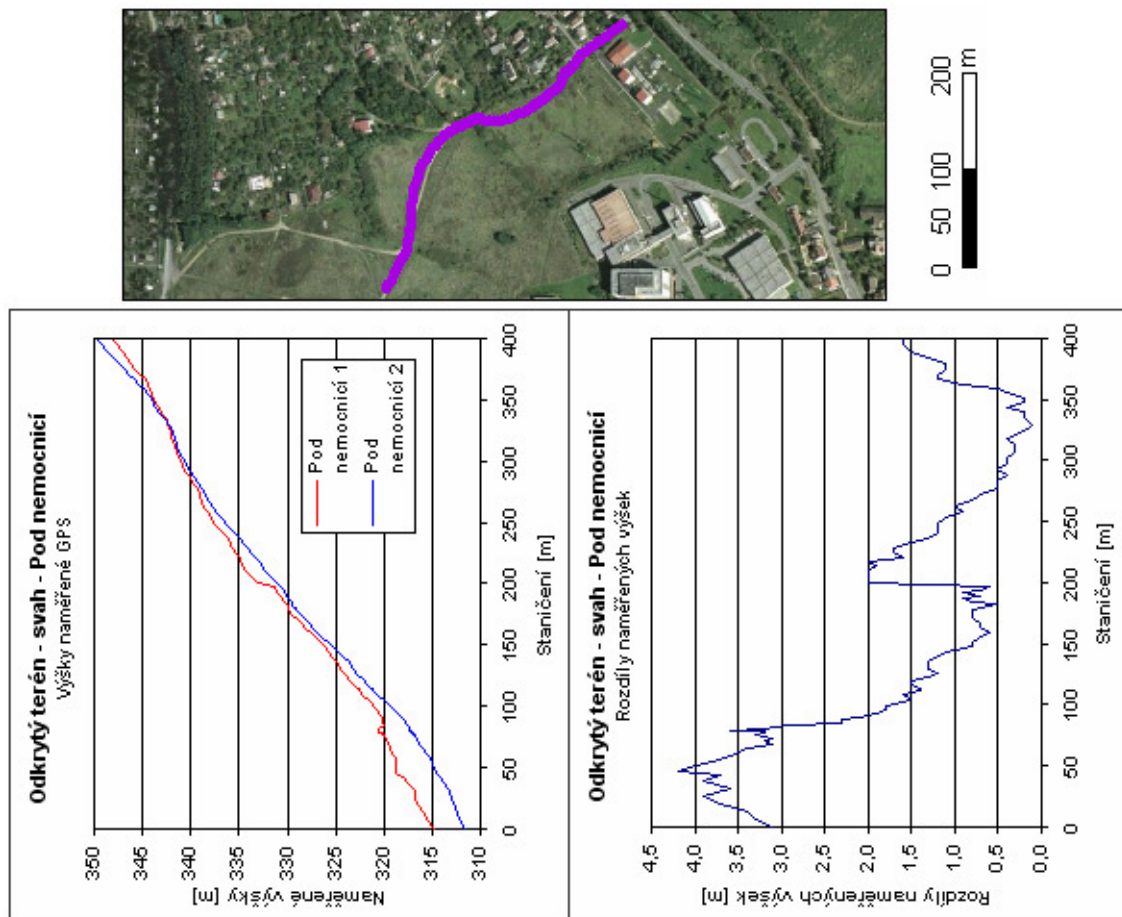 Odkrytý terén - svah - Pod nemocnicí
Výšky naměřené GPS
Naměřené výšky [m]
350
345
340
335
330
325
320
315
310
0
50
100
150
200
250
300
350
400
Staničení [m]
Pod
nemocnicí 1
Pod
nemocnicí 2
Odkrytý terén - svah - Pod nemocnicí
Rozdíly naměřených výšek
Rozdíly naměřených výšek [m]
4.5
4.0
3.5
3.0
2.5
2.0
1.5
1.0
0.5
0.0
0
50
100
150
200
250
300
350
400
Staničení [m]
0 50 100 200
m